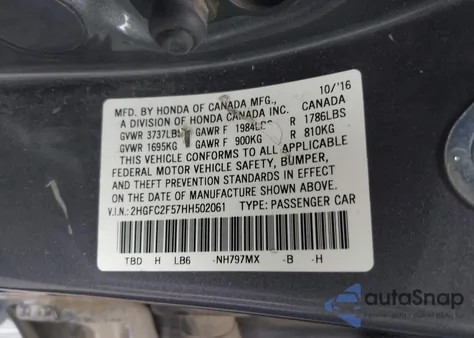 10/'16
MFD. BY HONDA OF CANADA MFG., CANADA
A DIVISION OF HONDA CANADA INC.
GVWR 3737LBS GAWR F 1984LBS R 1786LBS
GVWR 1695KG GAWR F 900KG R 810KG
THIS VEHICLE CONFORMS TO ALL APPLICABLE
FEDERAL MOTOR VEHICLE SAFETY, BUMPER,
AND THEFT PREVENTION STANDARDS IN EFFECT
ON THE DATE OF MANUFACTURE SHOWN ABOVE.
V.I.N.: 2HGFC2F57HH502061 TYPE: PASSENGER CAR
TBD H LB6 -NH797MX -B -H
autoSnap